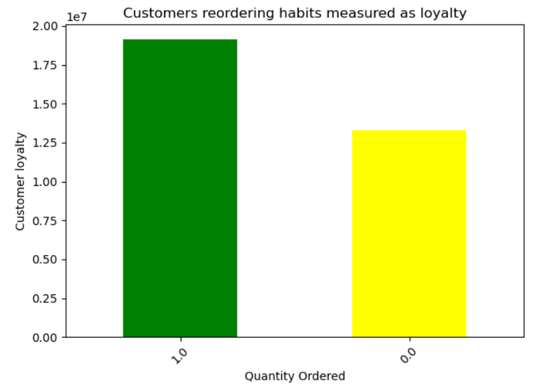 Customers reordering habits measured as loyalty
1e7
2.00
1.75
1.50
1.25
1.00
0.75
0.50
0.25
0.00
Customer loyalty
1.0
0.0
Quantity Ordered